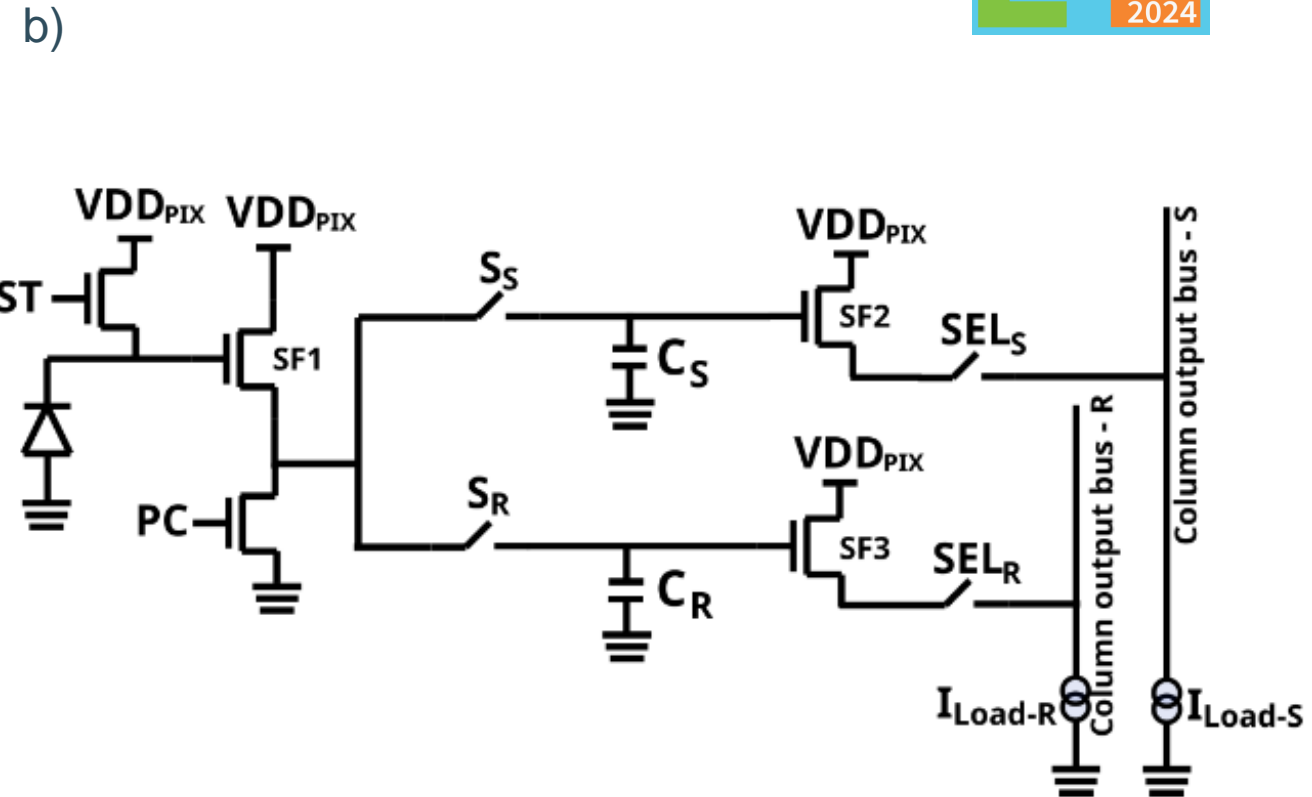 b)
2024
VDDPIX
VDDPIX
ST
SF1
PC
SS
CS
VDDPIX
SF2
SELS
Column output bus - S
SR
CR
VDDPIX
SF3
SELR
Column output bus - R
ILoad-R
ILoad-S